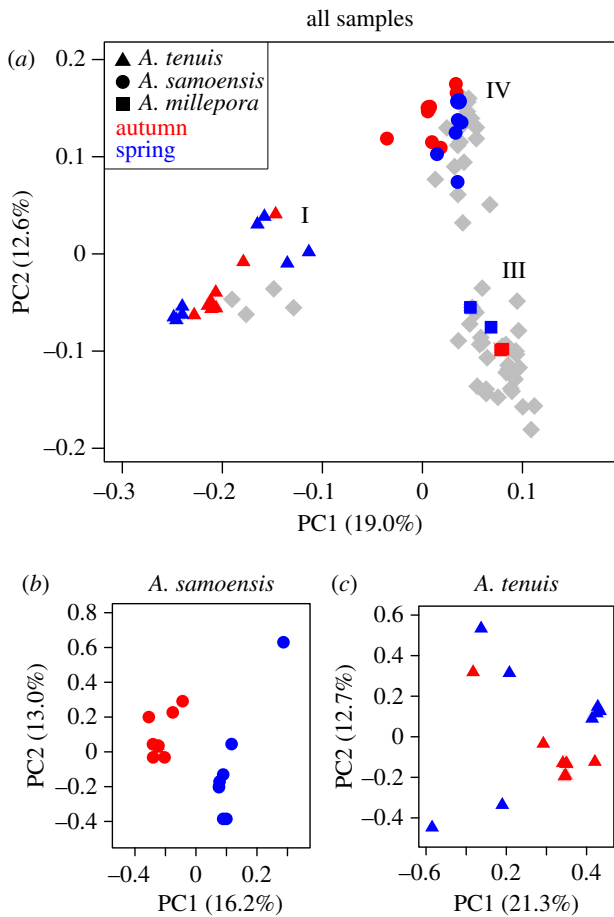 all samples
(a)
A. tenuis
A. samoensis
A. millepora
autumn
spring
I
IV
III
0.2
0.1
0
−0.1
−0.2
PC2 (12.6%)
−0.3 −0.2 −0.1 0 0.1
PC1 (19.0%)
(b) A. samoensis
0.8
0.6
0.4
0.2
0
−0.2
−0.4
PC2 (13.0%)
−0.4 0 0.2
PC1 (16.2%)
(c) A. tenuis
0.6
0.4
0.2
0
−0.2
−0.4
PC2 (12.7%)
−0.6 −0.2 0.2 0.4
PC1 (21.3%)